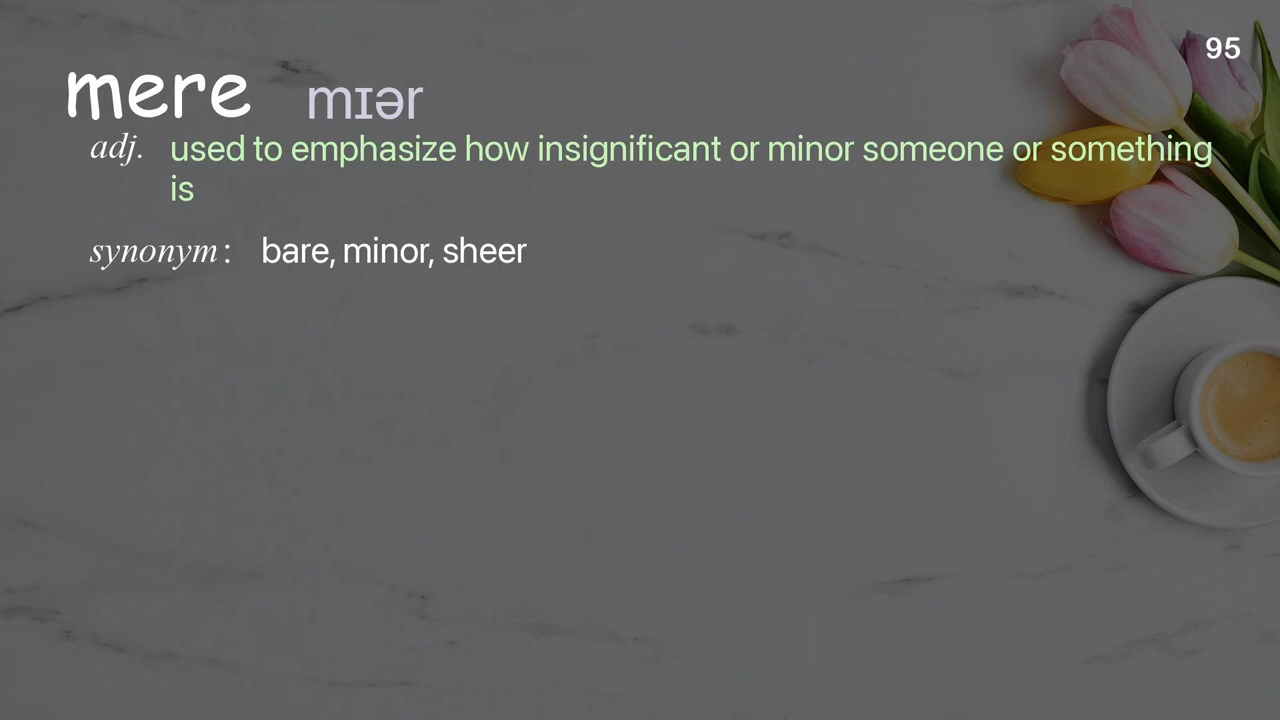 95
mere mɪər
adj. used to emphasize how insignificant or minor someone or something
is
synonym: bare, minor, sheer